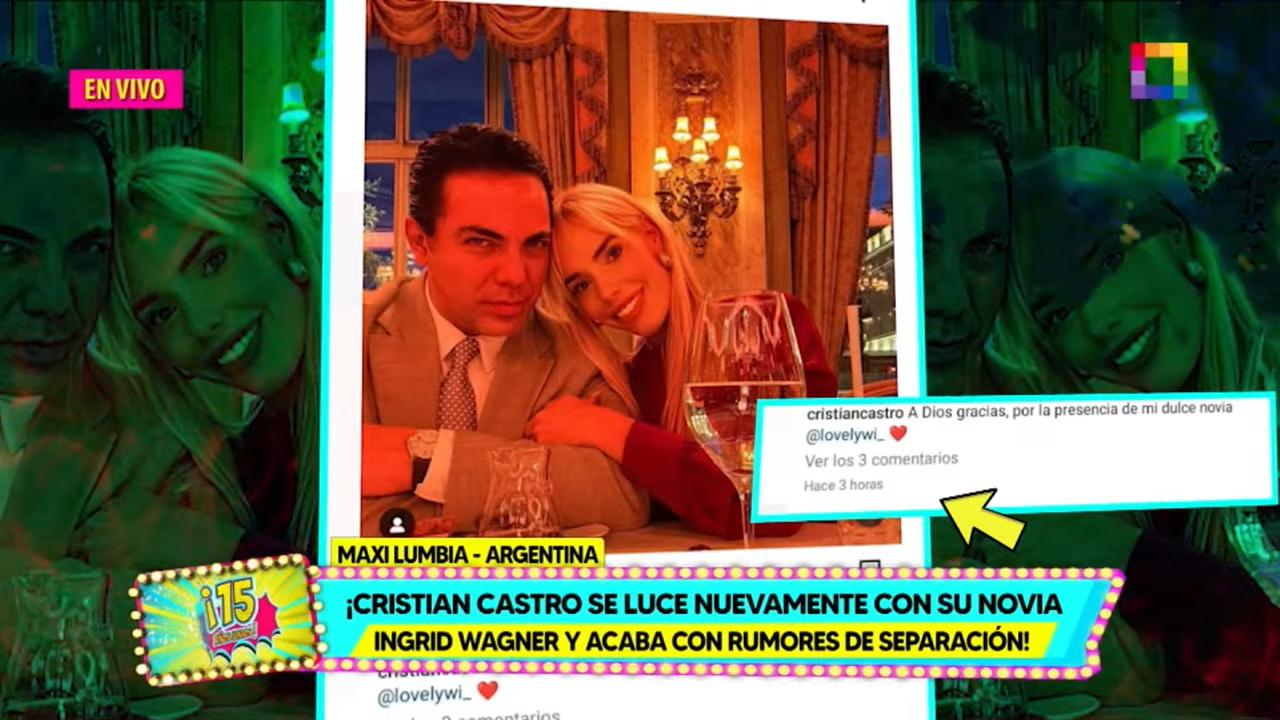 EN VIVO
cristiancastro A Dios gracias, por la presencia de mi dulce novia
@lovelywi_ ❤️
Ver los 3 comentarios
Hace 3 horas
MAXI LUMBIA - ARGENTINA
¡15
¡CRISTIAN CASTRO SE LUCE NUEVAMENTE CON SU NOVIA
INGRID WAGNER Y ACABA CON RUMORES DE SEPARACIÓN!
@lovelywi_ ❤️
comentarios